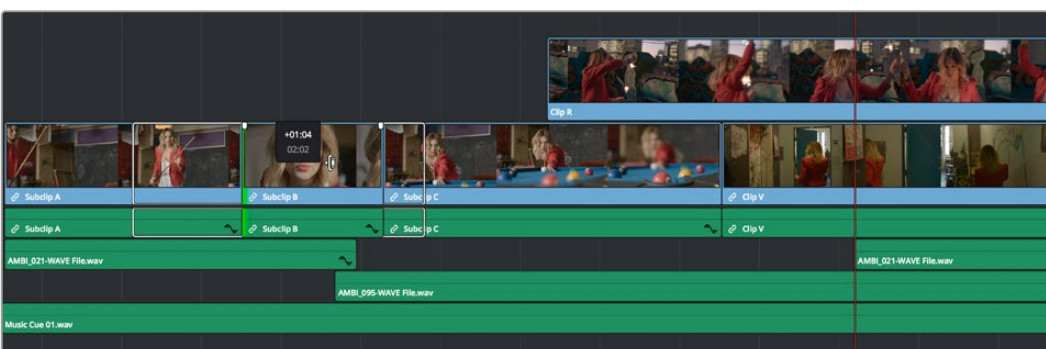 Clip R
+01:04
02:02
Subclip A
Subclip B
Subclip C
Clip V
Subclip A
Subclip B
Subclip C
Clip V
AMBI_021-WAVE File.wav
AMBI_021-WAVE File.wav
AMBI_095-WAVE File.wav
Music Cue 01.wav